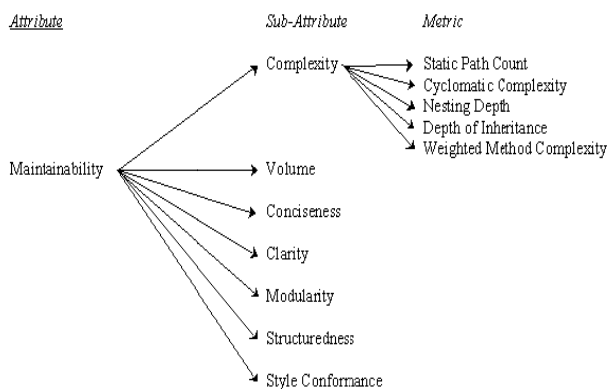 Attribute
Sub-Attribute
Metric
Complexity
Static Path Count
Cyclomatic Complexity
Nesting Depth
Depth of Inheritance
Weighted Method Complexity
Maintainability
Volume
Conciseness
Clarity
Modularity
Structuredness
Style Conformance